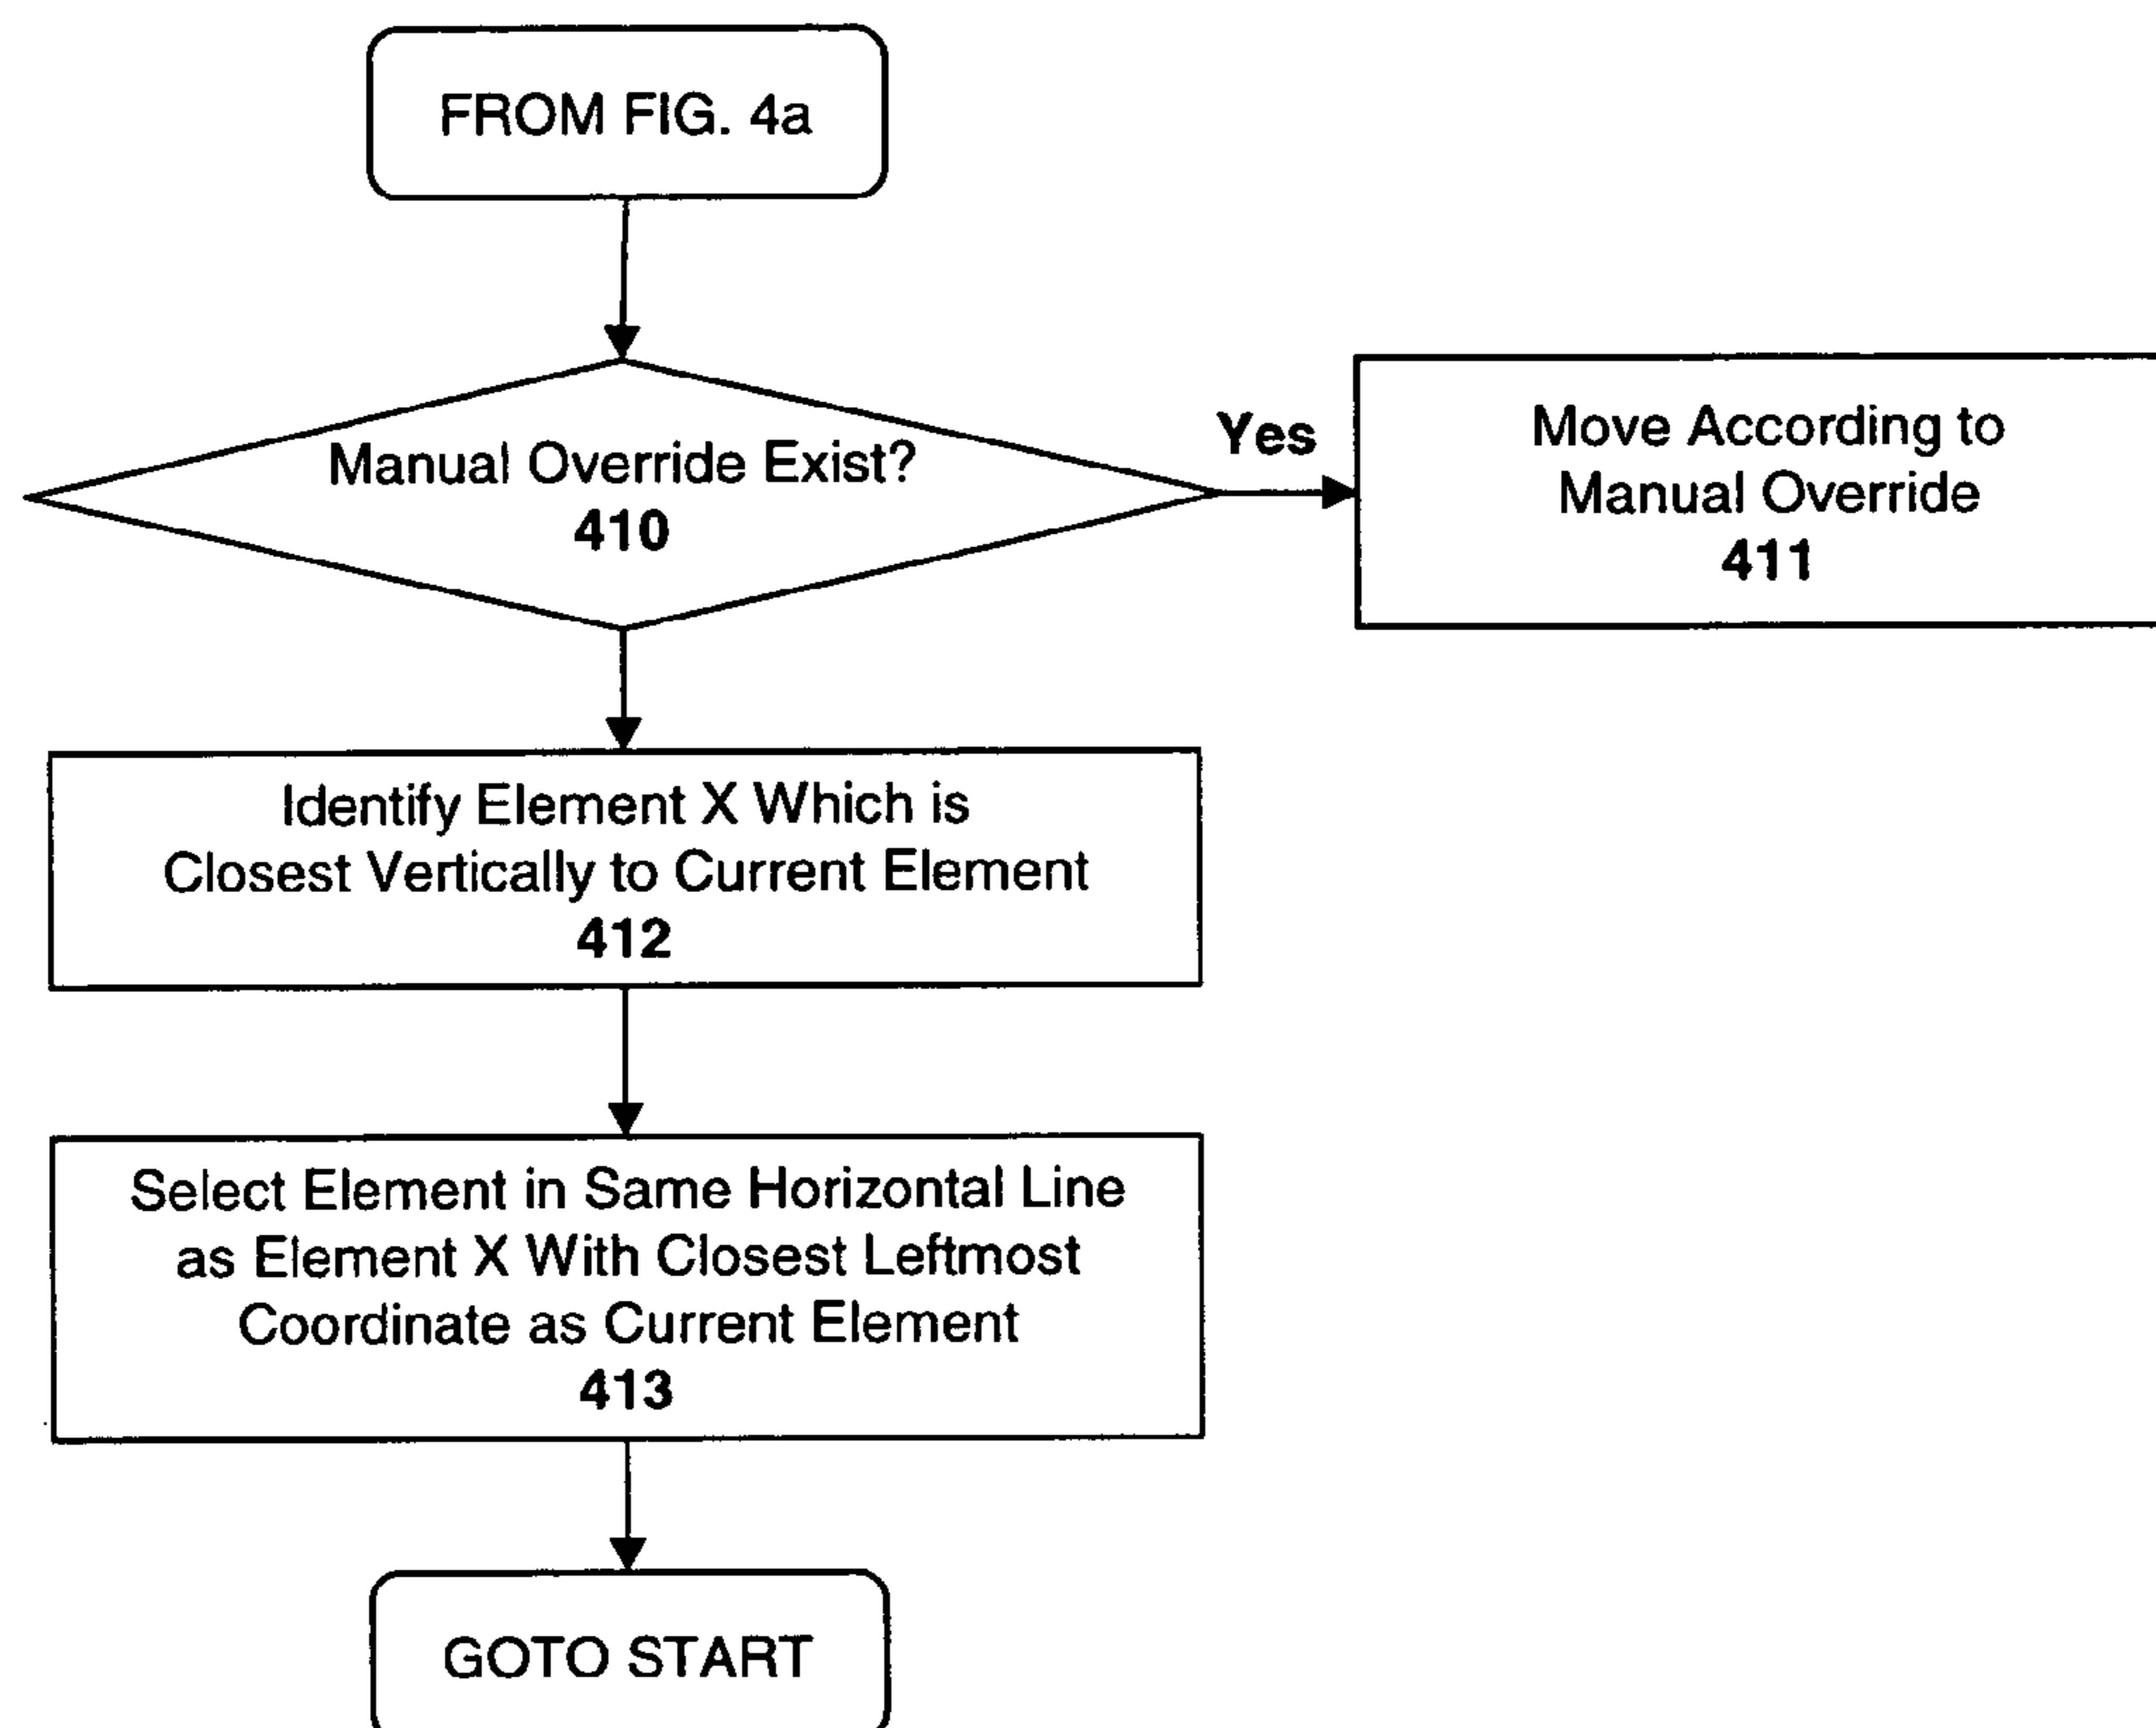 FROM FIG. 4a
Manual Override Exist?
410
Yes
Move According to
Manual Override
411
Identify Element X Which is
Closest Vertically to Current Element
412
Select Element in Same Horizontal Line
as Element X With Closest Leftmost
Coordinate as Current Element
413
GOTO START